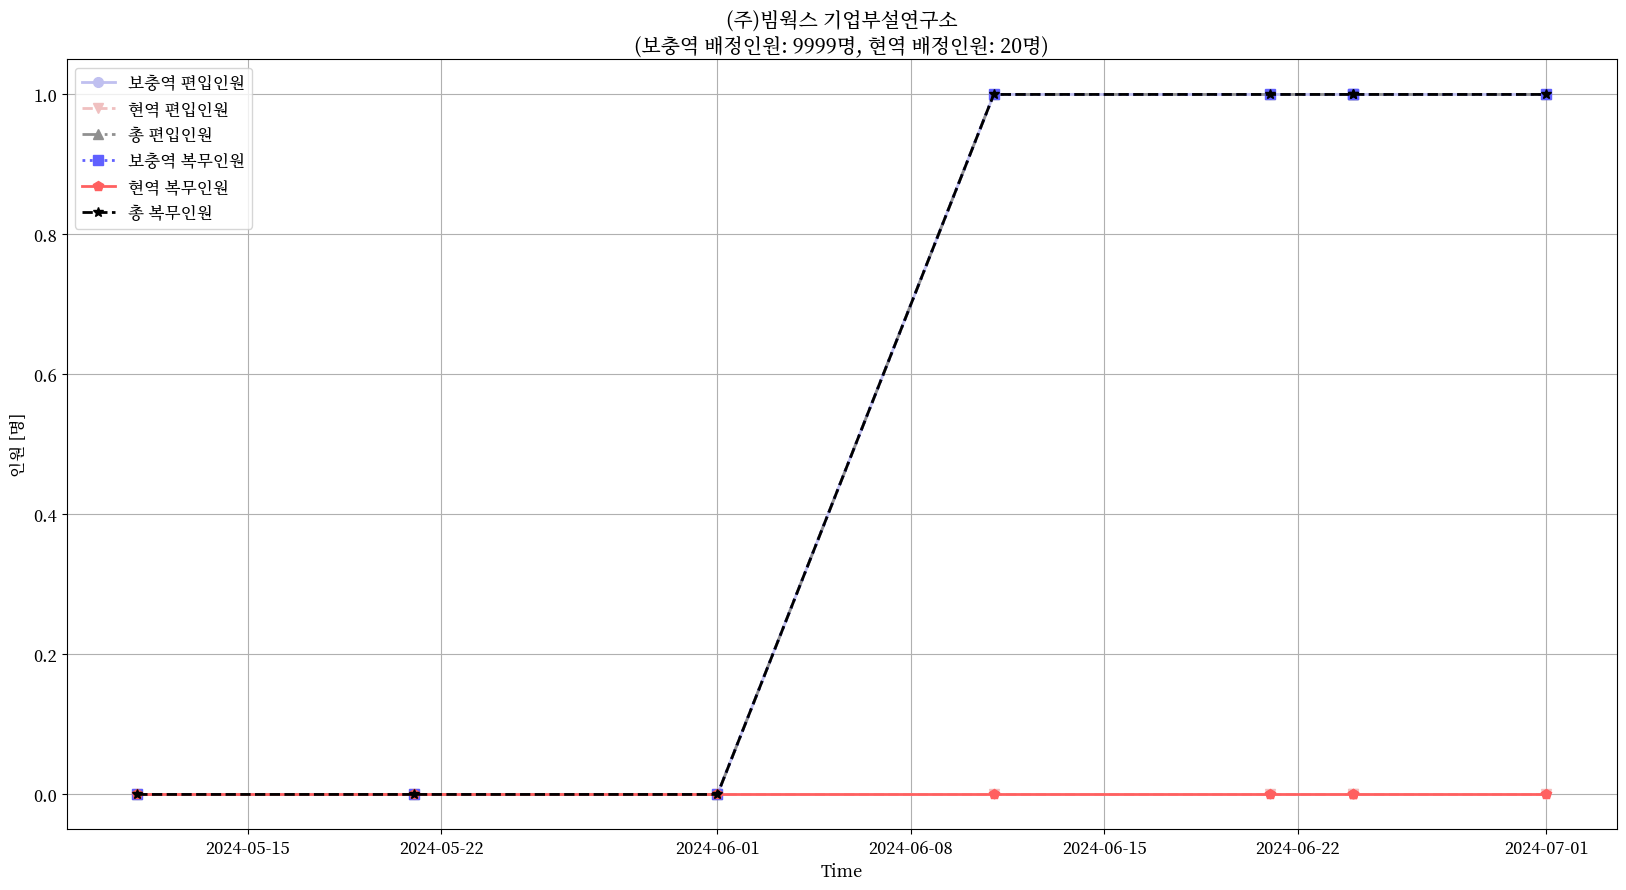 (주)빔웍스 기업부설연구소
(보충역 배정인원: 9999명, 현역 배정인원: 20명)
보충역 편입인원
현역 편입인원
총 편입인원
보충역 복무인원
현역 복무인원
총 복무인원
1.0
0.8
0.6
0.4
0.2
0.0
인원 [명]
2024-05-15
2024-05-22
2024-06-01
2024-06-08
2024-06-15
2024-06-22
2024-07-01
Time